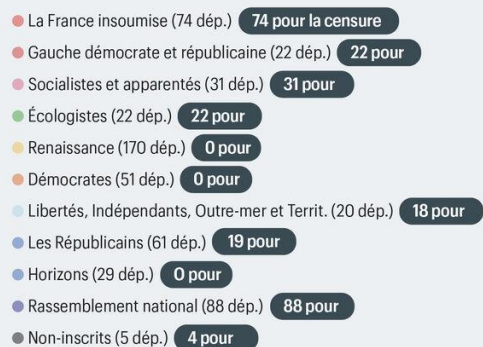 La France insoumise (74 dép.) 74 pour la censure
Gauche démocrate et républicaine (22 dép.) 22 pour
Socialistes et apparentés (31 dép.) 31 pour
Écologistes (22 dép.) 22 pour
Renaissance (170 dép.) 0 pour
Démocrates (51 dép.) 0 pour
Libertés, Indépendants, Outre-mer et Territ. (20 dép.) 18 pour
Les Républicains (61 dép.) 19 pour
Horizons (29 dép.) 0 pour
Rassemblement national (88 dép.) 88 pour
Non-inscrits (5 dép.) 4 pour